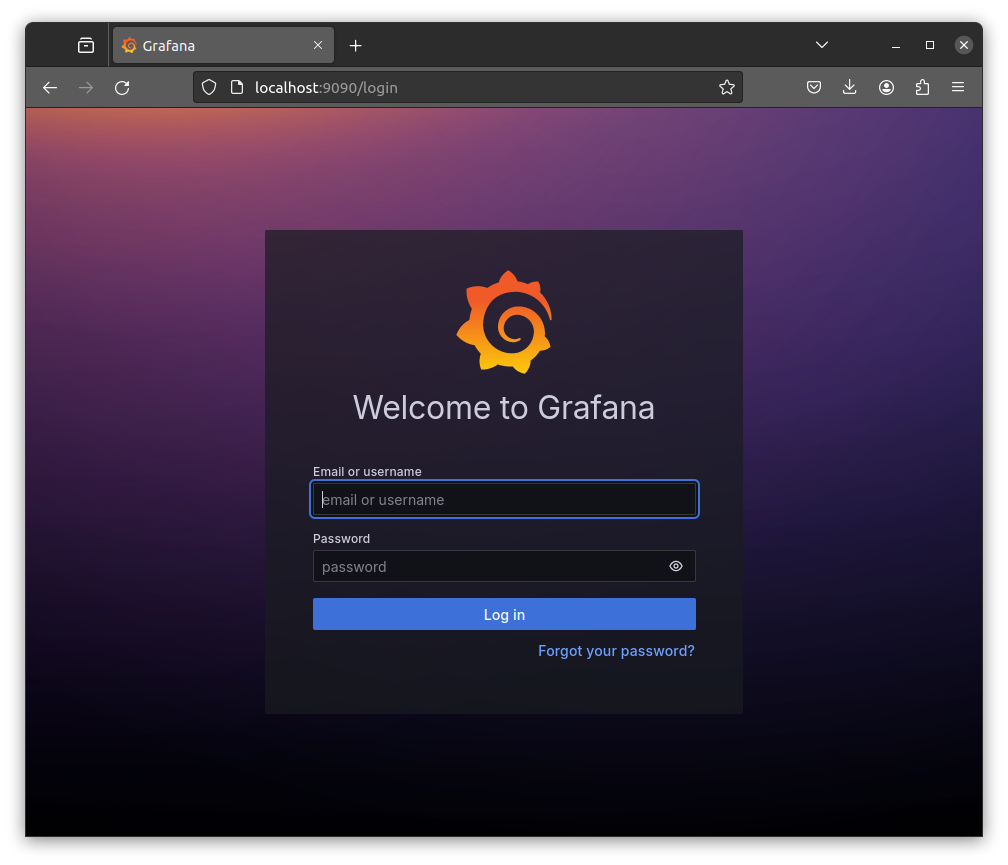 Grafana
localhost:9090/login
Welcome to Grafana
Email or username
email or username
Password
password
Log in
Forgot your password?